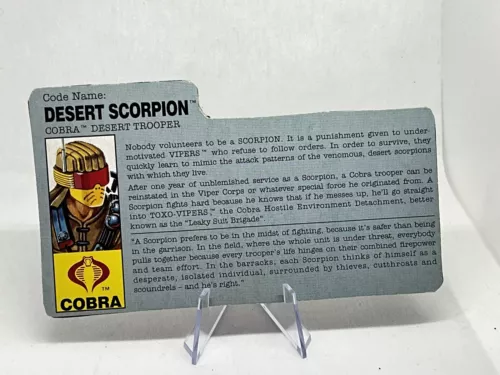 Code Name:
DESERT SCORPION™
COBRA™ DESERT TROOPER
Nobody volunteers to be a SCORPION. It is a punishment given to under-
motivated VIPERS™ who refuse to follow orders. In order to survive, they
quickly learn to mimic the attack patterns of the venomous, desert scorpions
with which they live.
After one year of unblemished service as a Scorpion, a Cobra trooper can be
reinstated in the Viper Corps or whatever special force he originated from. A
Scorpion fights hard because he knows that if he messes up, he'll go straight
into TOXO-VIPERS,™ the Cobra Hostile Environment Detachment, better
known as the "Leaky Suit Brigade".
"A Scorpion prefers to be in the midst of fighting, because it's safer than being
in the garrison. In the field, where the whole unit is under threat, everybody
pulls together because every trooper's life hinges on their combined firepower
and team effort. In the barracks, each Scorpion thinks of himself as a
desperate, isolated individual, surrounded by thieves, cutthroats and
scoundrels – and he's right."
TM
COBRA